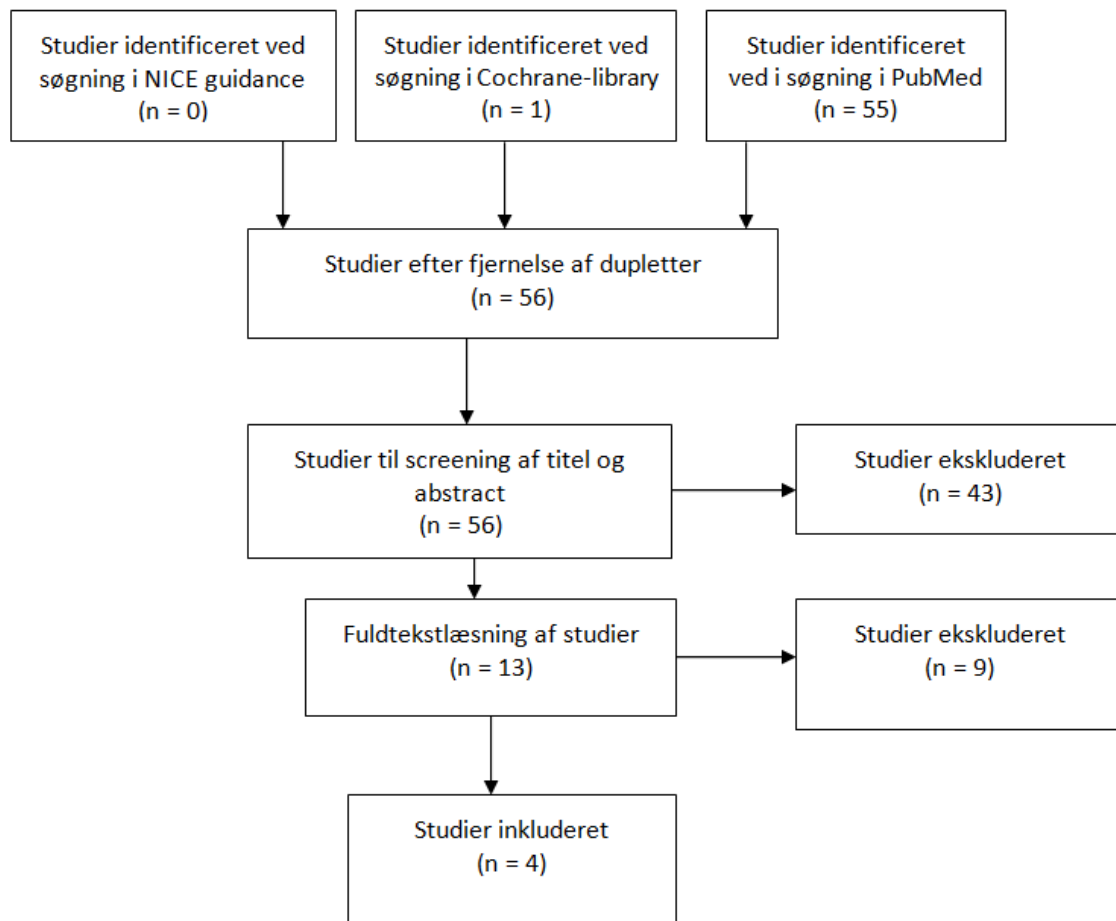 Studier identificeret ved
søgning i NICE guidance
(n = 0)
Studier identificeret ved
søgning i Cochrane-library
(n = 1)
Studier identificeret
ved i søgning i PubMed
(n = 55)
Studier efter fjernelse af dupletter
(n = 56)
Studier til screening af titel og
abstract
(n = 56)
Studier ekskluderet
(n = 43)
Fuldtekstlæsning af studier
(n = 13)
Studier ekskluderet
(n = 9)
Studier inkluderet
(n = 4)